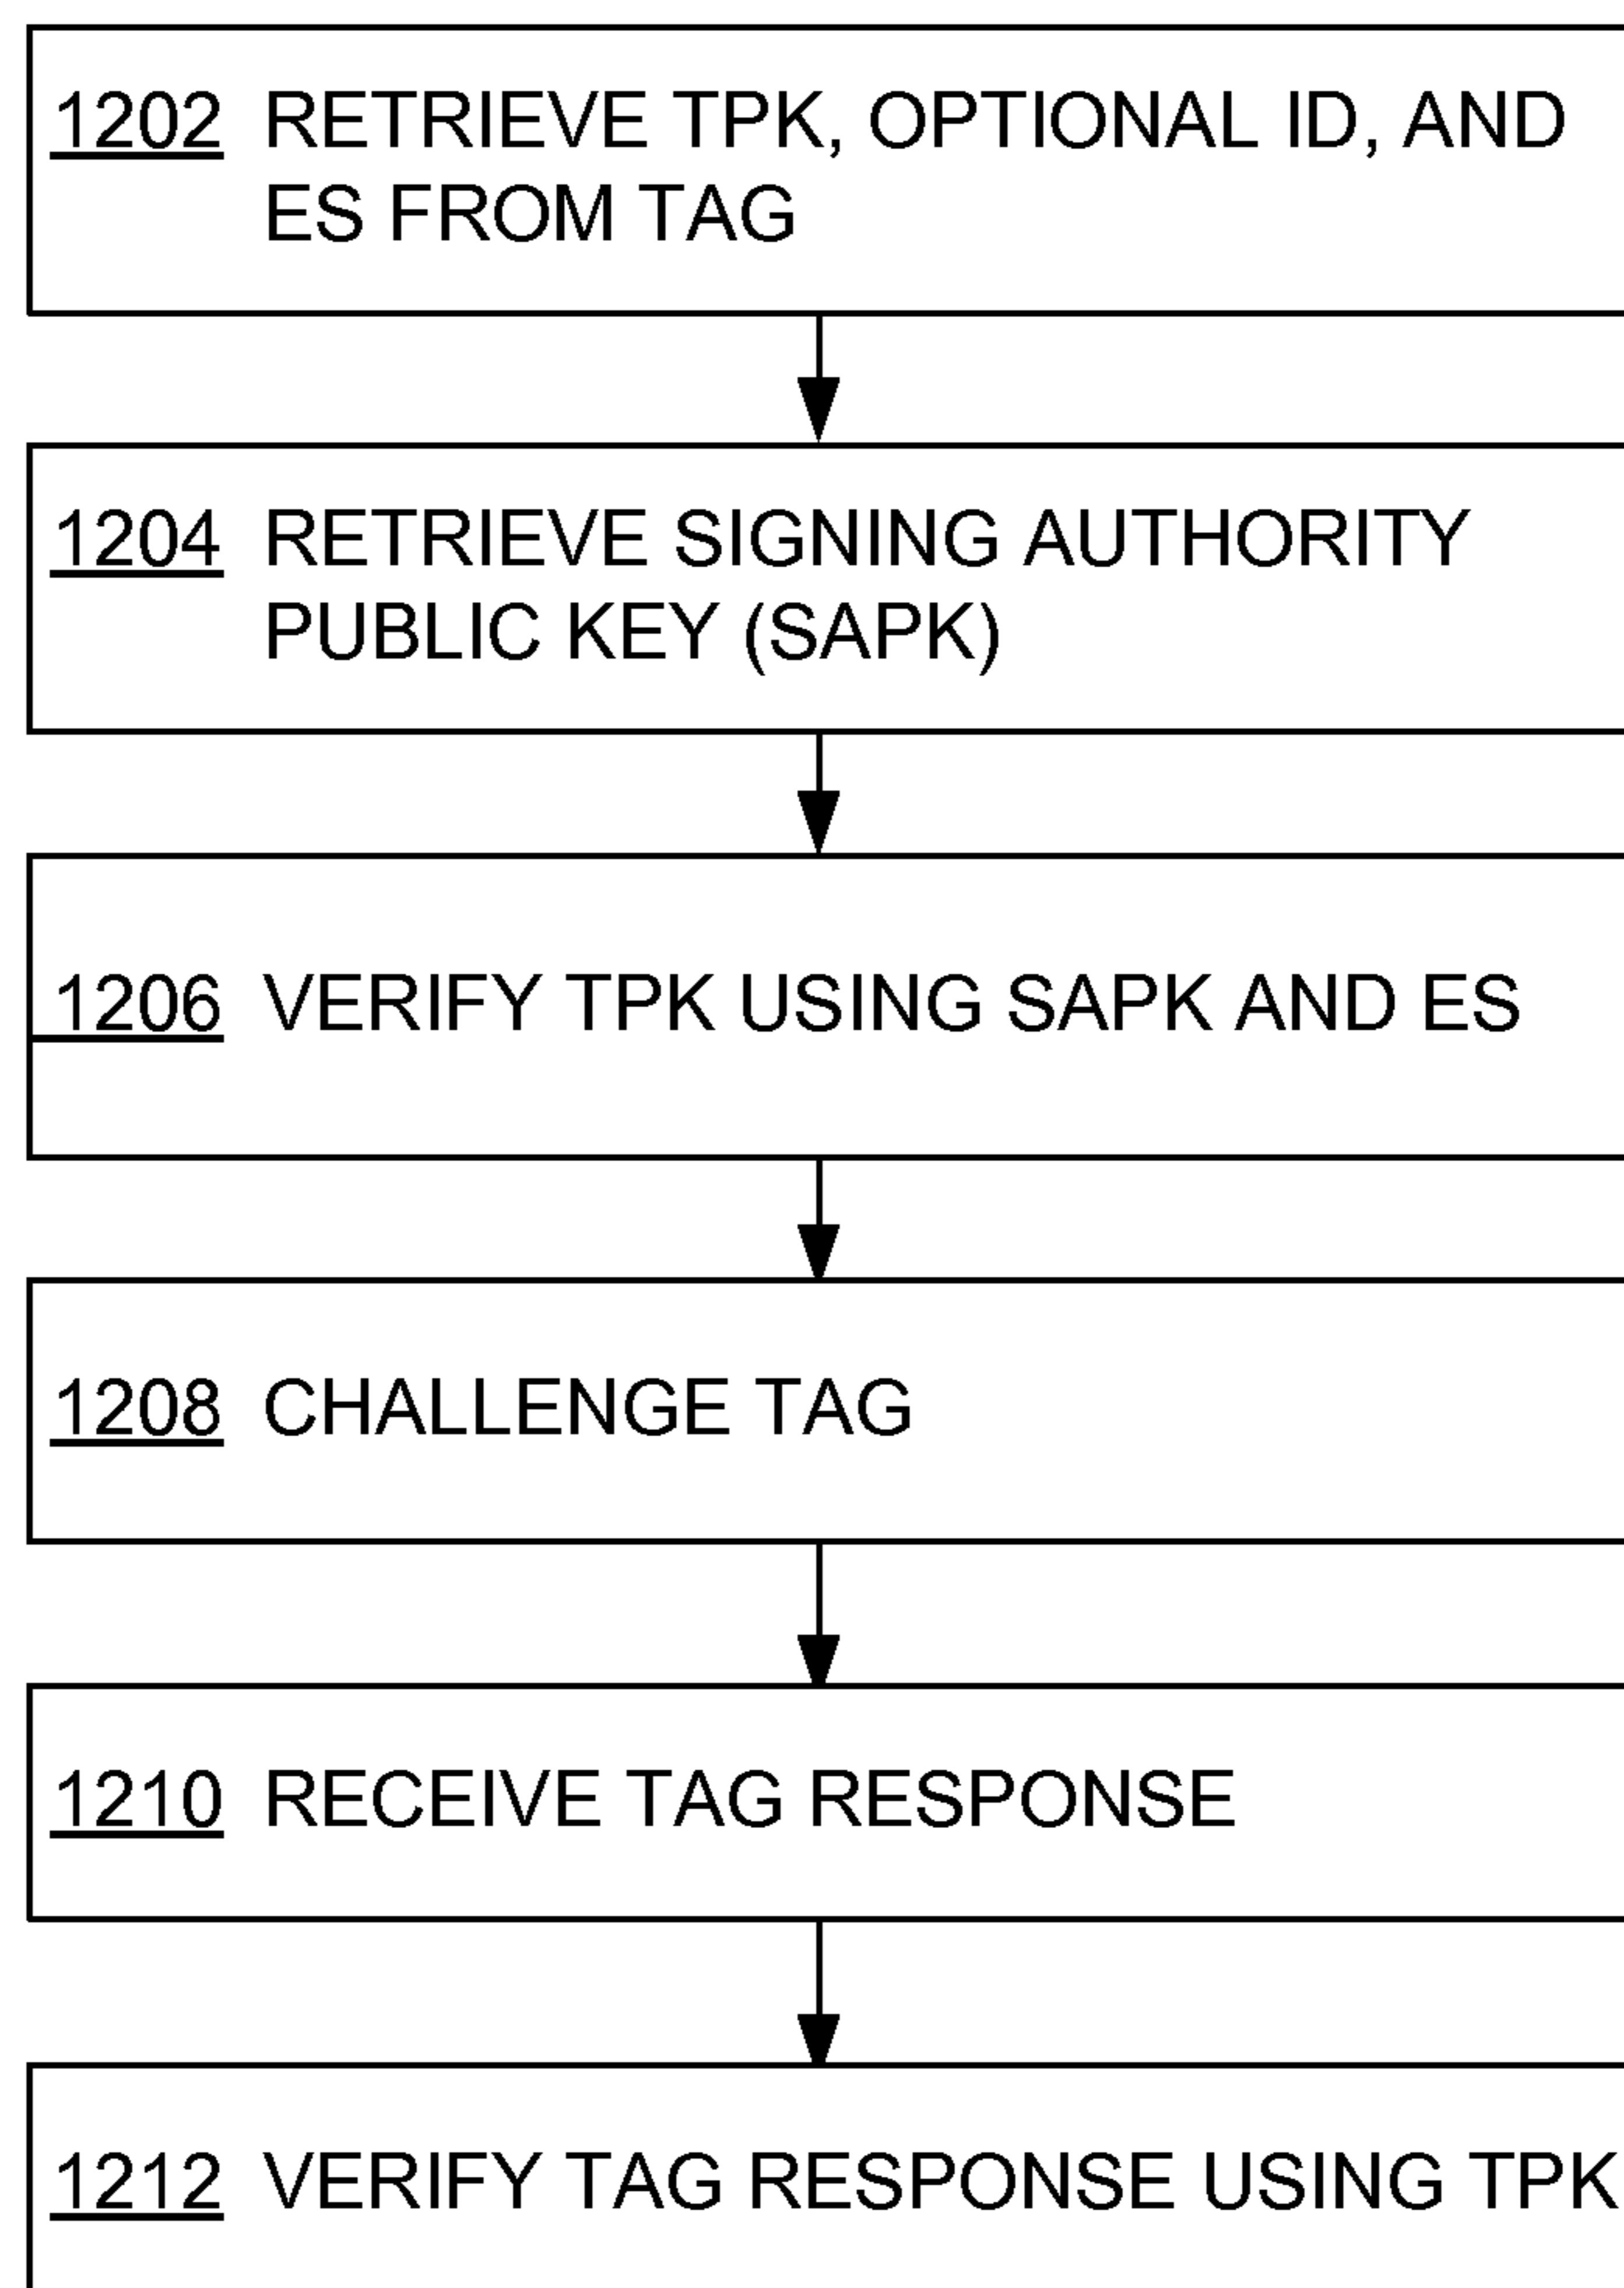 1202 RETRIEVE TPK, OPTIONAL ID, AND
ES FROM TAG
1204 RETRIEVE SIGNING AUTHORITY
PUBLIC KEY (SAPK)
1206 VERIFY TPK USING SAPK AND ES
1208 CHALLENGE TAG
1210 RECEIVE TAG RESPONSE
1212 VERIFY TAG RESPONSE USING TPK